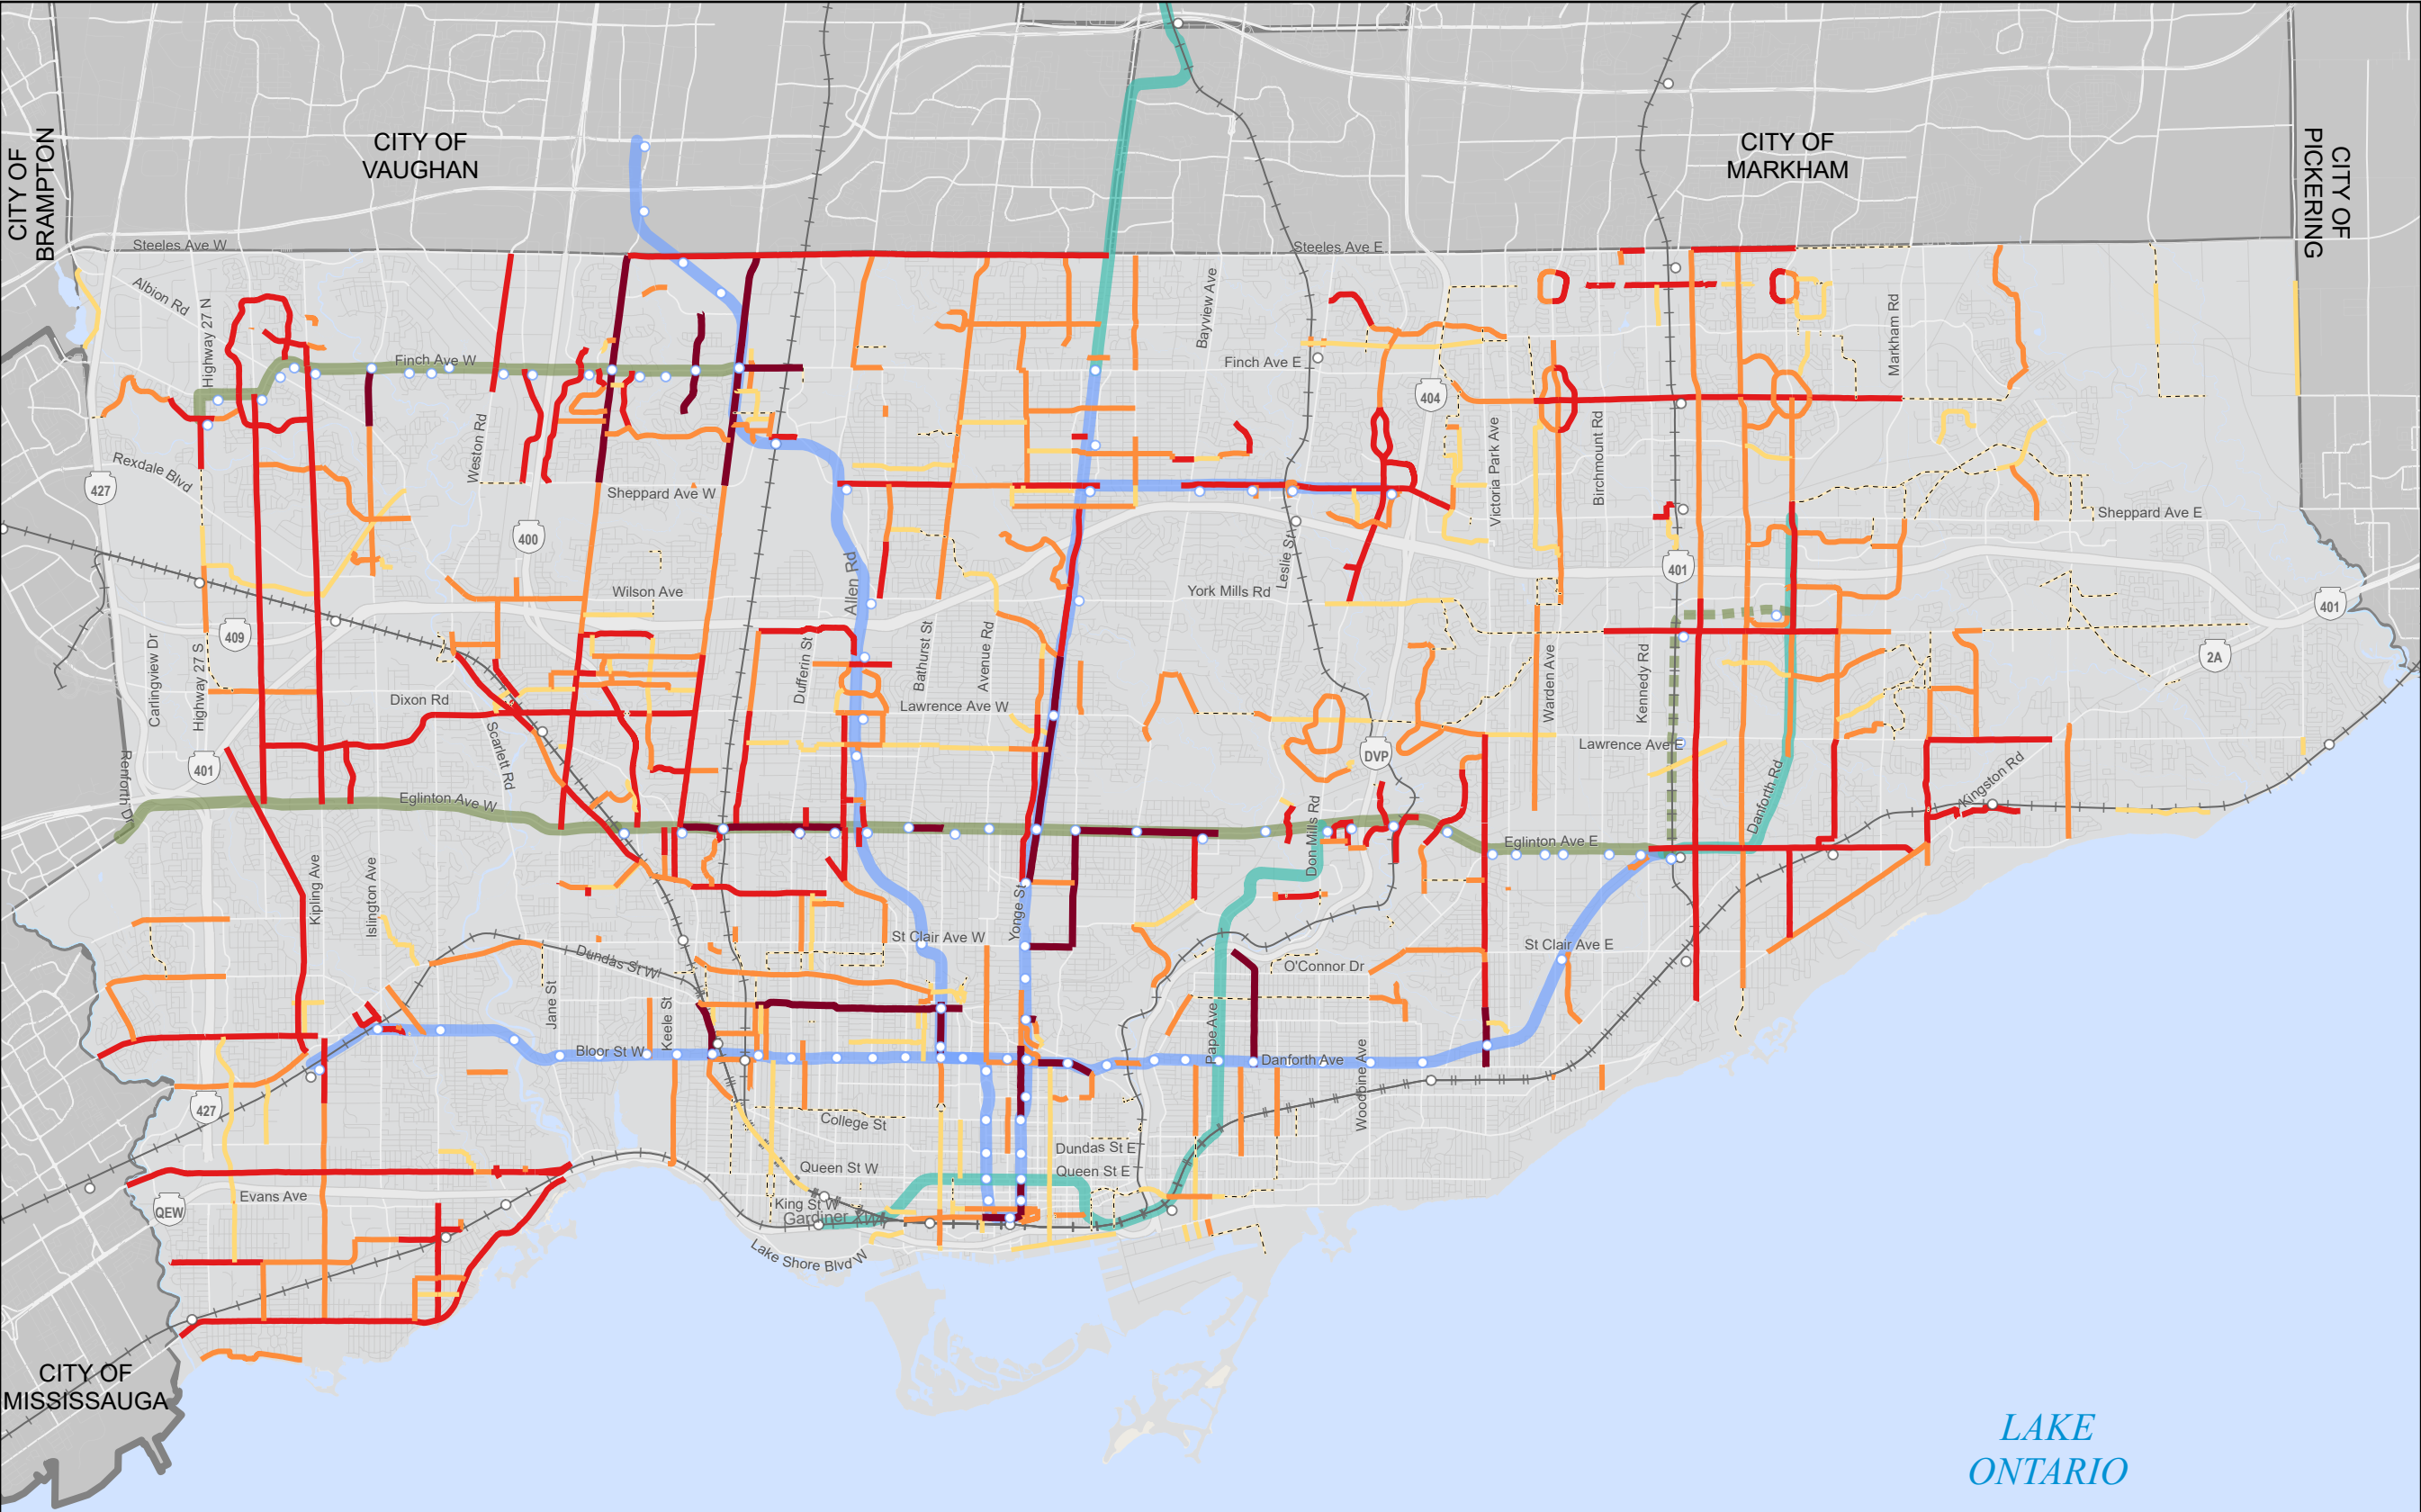 CITY OF
BRAMPTON
CITY OF
VAUGHAN
CITY OF
MARKHAM
CITY OF
PICKERING
Steeles Ave W
Steeles Ave E
Albion Rd
Highway 27 N
Bayview Ave
Markham Rd
Finch Ave W
Finch Ave E
404
Weston Rd
Victoria Park Ave
Birchmount Rd
Rexdale Blvd
427
Sheppard Ave W
Sheppard Ave E
400
Allen Rd
Leslie St
401
Wilson Ave
York Mills Rd
401
409
Carlingview Dr
Highway 27 S
Dufferin St
Bathurst St
Avenue Rd
Warden Ave
Kennedy Rd
2A
Dixon Rd
Lawrence Ave W
Scarlett Rd
Lawrence Ave E
DVP
401
Renforth Dr
Eglinton Ave W
Don Mills Rd
Danforth Rd
Kingston Rd
Eglinton Ave E
Kipling Ave
Islington Ave
Yonge St
St Clair Ave W
St Clair Ave E
Dundas St W
O'Connor Dr
Jane St
Keele St
Pape Ave
Woodbine Ave
Bloor St W
Danforth Ave
427
College St
Dundas St E
Queen St W
Queen St E
Evans Ave
QEW
King St W
Gardiner XW
Lake Shore Blvd W
CITY OF
MISSISSAUGA
LAKE
ONTARIO